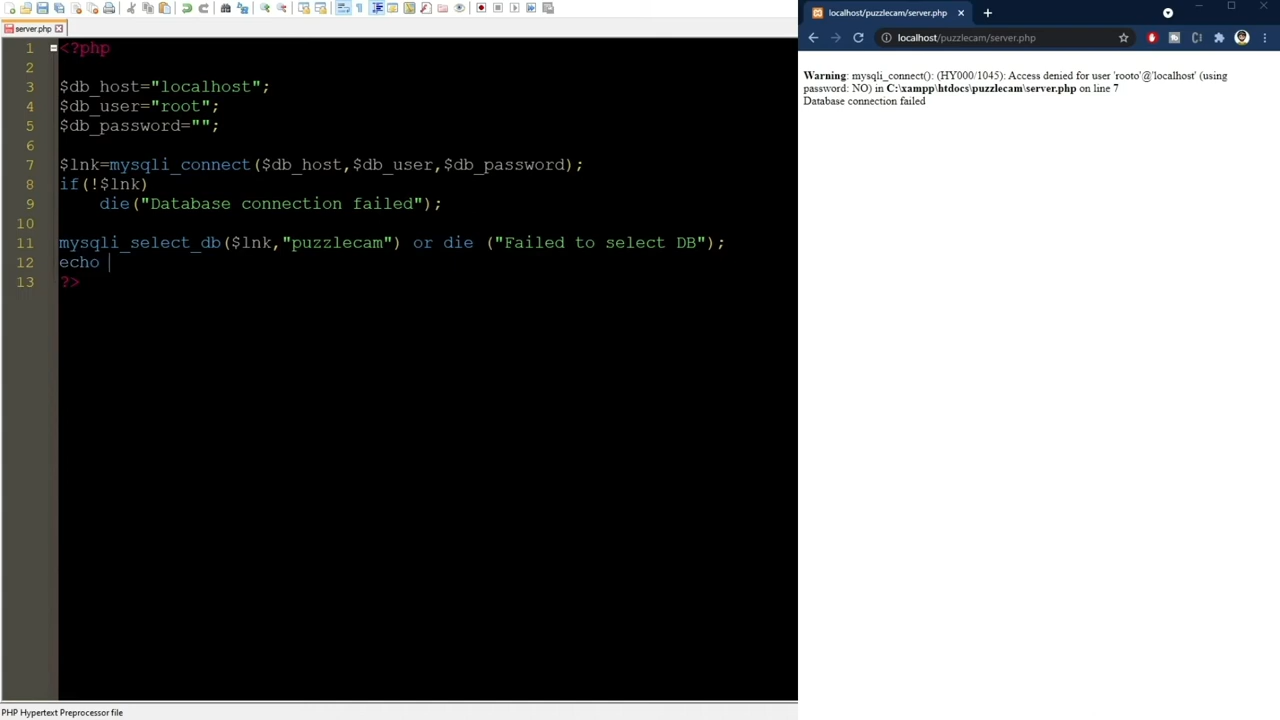 server.php
1 <?php
2
3 $db_host="localhost";
4 $db_user="root";
5 $db_password="";
6
7 $lnk=mysqli_connect($db_host,$db_user,$db_password);
8 if(!$lnk)
9 die("Database connection failed");
10
11 mysqli_select_db($lnk,"puzzlecam") or die ("Failed to select DB");
12 echo
13 ?>
PHP Hypertext Preprocessor file
localhost/puzzlecam/server.php
localhost/puzzlecam/server.php
Warning: mysqli_connect(): (HY000/1045): Access denied for user 'rooto'@'localhost' (using
password: NO) in C:\xampp\htdocs\puzzlecam\server.php on line 7
Database connection failed